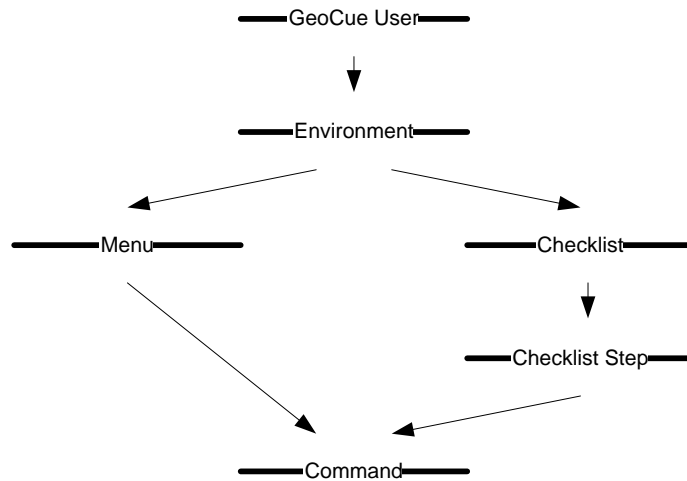 GeoCue User
Environment
Menu
Checklist
Checklist Step
Command